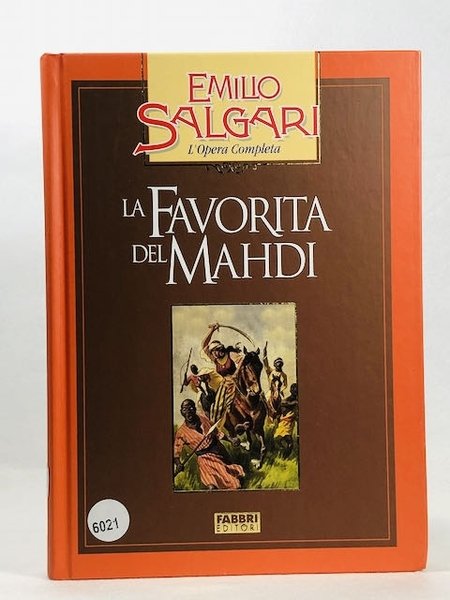 EMILIO
SALGARI
L'Opera Completa
LA FAVORITA
DEL MAHDI
6021
FABBRI
EDITORI